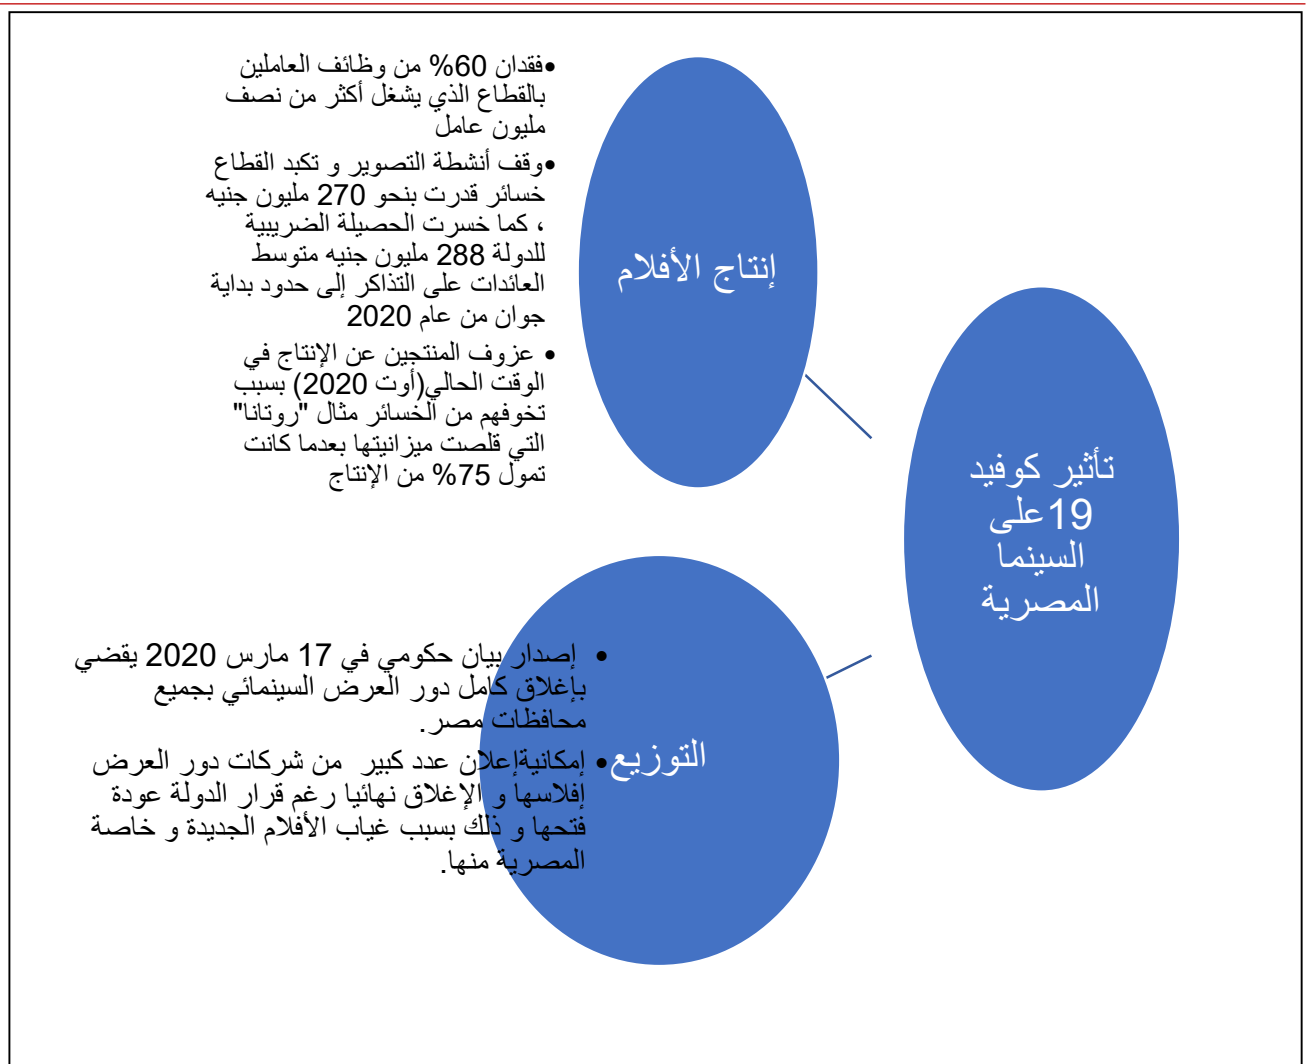 تأثير كوفيد
19على
السينما
المصرية
إنتاج الأفلام
•فقدان 60% من وظائف العاملين
بالقطاع الذي يشغل أكثر من نصف
مليون عامل
•وقف أنشطة التصوير و تكبد القطاع
خسائر قدرت بنحو 270 مليون جنيه
، كما خسرت الحصيلة الضريبية
للدولة 288 مليون جنيه متوسط
العائدات على التذاكر إلى حدود بداية
جوان من عام 2020
• عزوف المنتجين عن الإنتاج في
الوقت الحالي(أوت 2020) بسبب
تخوفهم من الخسائر مثال "روتانا"
التي قلصت ميزانيتها بعدما كانت
تمول 75% من الإنتاج
التوزيع
• إصدار بيان حكومي في 17 مارس 2020 يقضي
بإغلاق كامل دور العرض السينمائي بجميع
محافظات مصر.
• إمكانيةإعلان عدد كبير من شركات دور العرض
إفلاسها و الإغلاق نهائيا رغم قرار الدولة عودة
فتحها و ذلك بسبب غياب الأفلام الجديدة و خاصة
المصرية منها.